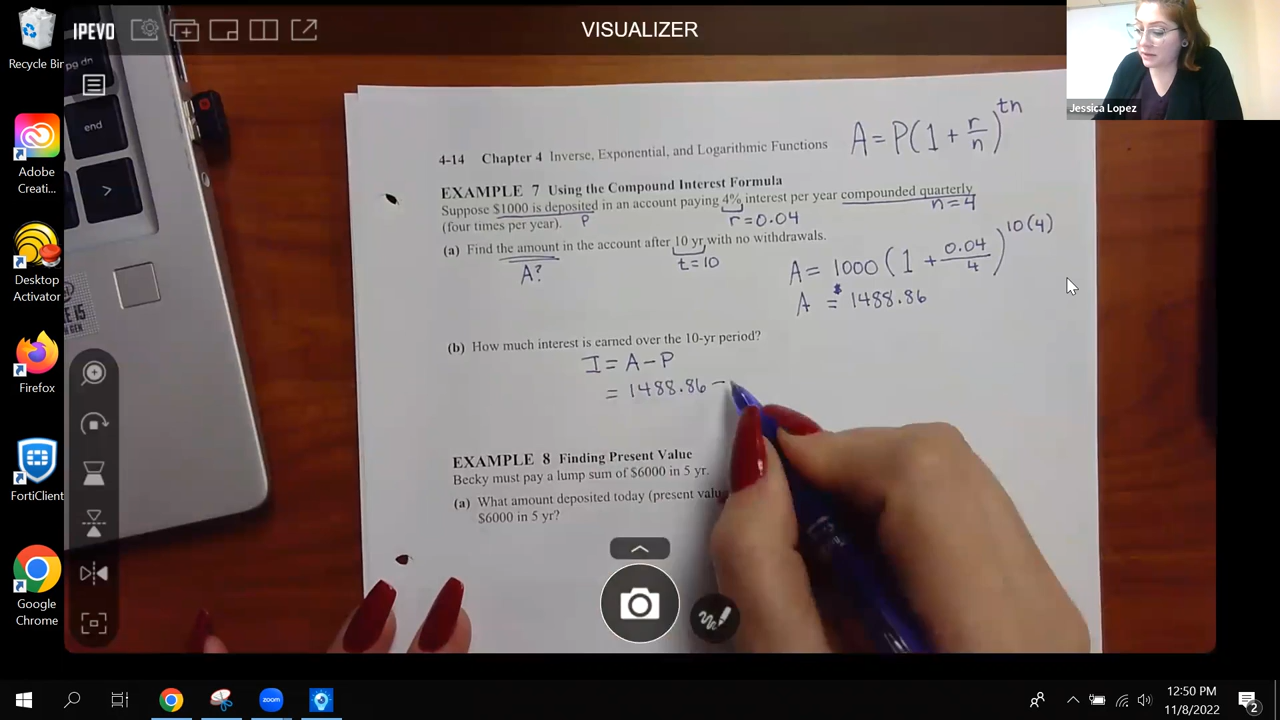 VISUALIZER
IPEVO
Recycle Bin
pg dn
end
Jessica Lopez
A = P(1 + r/n)^tn
4-14 Chapter 4 Inverse, Exponential, and Logarithmic Functions
EXAMPLE 7 Using the Compound Interest Formula
Suppose $1000 is deposited in an account paying 4% interest per year compounded quarterly
(four times per year). P r = 0.04 n = 4
(a) Find the amount in the account after 10 yr with no withdrawals.
A? t = 10
A = 1000 (1 + 0.04/4)^10(4)
A = $1488.86
(b) How much interest is earned over the 10-yr period?
I = A - P
= 1488.86 -
EXAMPLE 8 Finding Present Value
Becky must pay a lump sum of $6000 in 5 yr.
(a) What amount deposited today (present
$6000 in 5 yr?
Adobe
Creati...
Desktop
Activator
Firefox
FortiClient
Google
Chrome
zoom
12:50 PM
11/8/2022
2